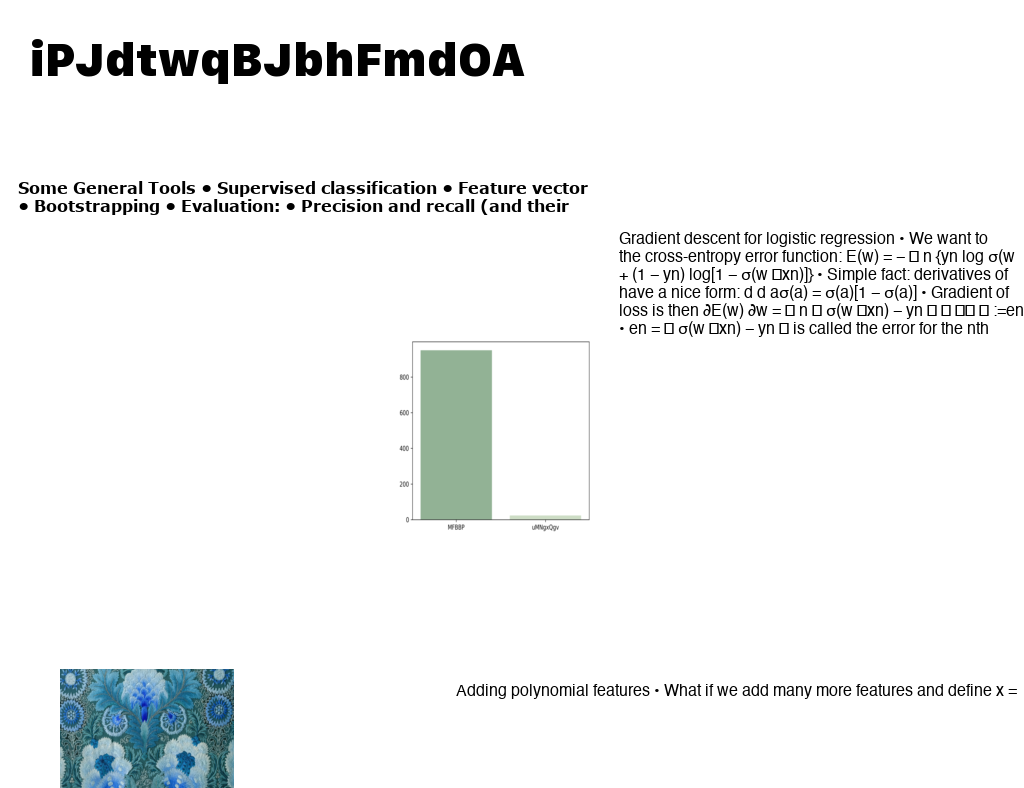 iPJdtwqBJbhFmdOA
Some General Tools • Supervised classification • Feature vector
• Bootstrapping • Evaluation: • Precision and recall (and their
Gradient descent for logistic regression • We want to
the cross-entropy error function: E(w) = – □ n {yn log σ(w
+ (1 – yn) log[1 – σ(w □xn)]} • Simple fact: derivatives of
have a nice form: d d aσ(a) = σ(a)[1 – σ(a)] • Gradient of
loss is then ∂E(w) ∂w = □ n □ σ(w □xn) – yn □ □ □□ □ :=en
• en = □ σ(w □xn) – yn □ is called the error for the nth
800
600
400
200
0
MFBBP uMNgxQgv
Adding polynomial features • What if we add many more features and define x =